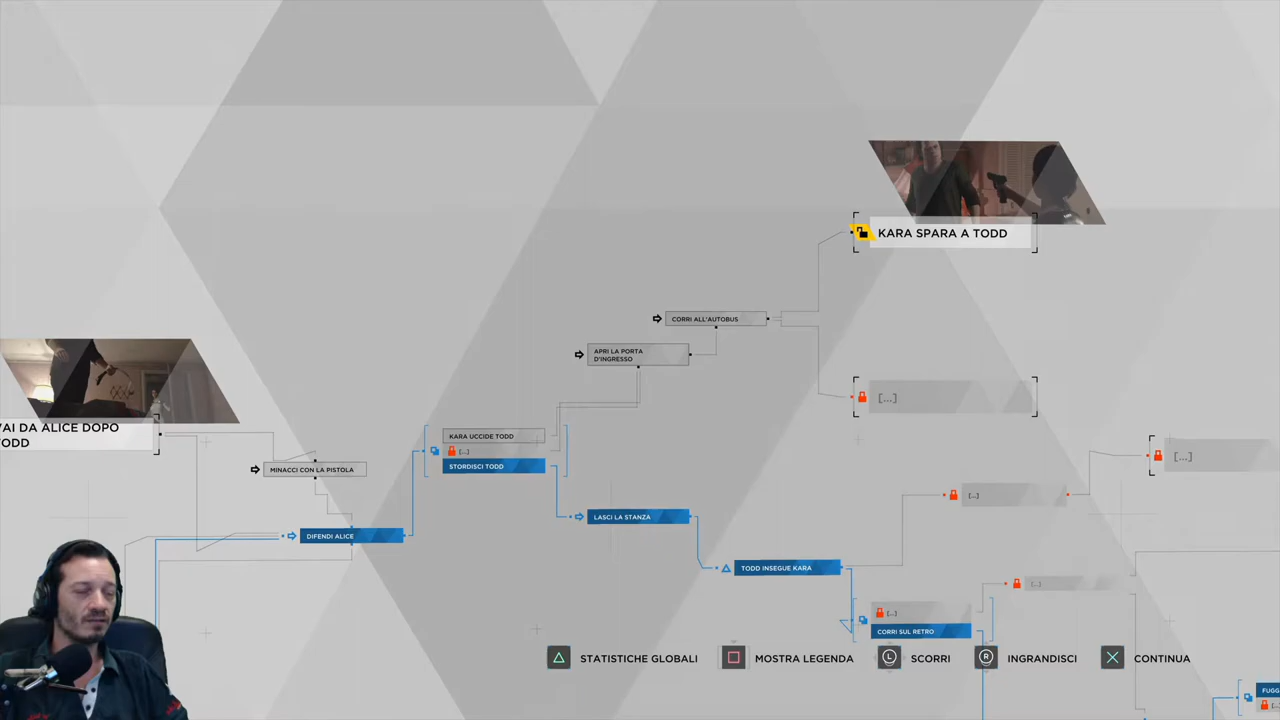 KARA SPARA A TODD
CORRI ALL'AUTOBUS
APRI LA PORTA
D'INGRESSO
[...]
VAI DA ALICE DOPO
TODD
KARA UCCIDE TODD
[...]
STORDISCI TODD
MINACCI CON LA PISTOLA
[...]
[...]
LASCI LA STANZA
DIFENDI ALICE
TODD INSEGUE KARA
[...]
[...]
CORRI SUL RETRO
STATISTICHE GLOBALI
MOSTRA LEGENDA
L
SCORRI
R
INGRANDISCI
CONTINUA
FUGG
[...]